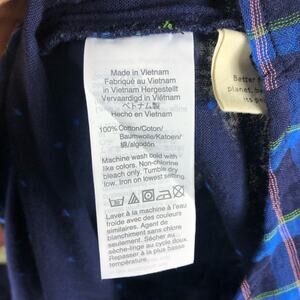 Made in Vietnam
Fabriqué au Vietnam
in Vietnam Hergestellt
Vervaardigd in Vietnam
ベトナム製
Hecho en Vietnam
100% Cotton/Coton/
Baumwolle/Katoen/
綿/algodón
Machine wash cold with
like colors. Non-chlorine
bleach only. Tumble dry
low. Iron on lowest
setting.
Laver à la machine à l'eau
froide avec des couleurs
similaires. Agent de
blanchiment sans chlore
seulement. Sécher au
sèche-linge au cycle doux.
Repasser à la plus basse
température.
Better
planet,